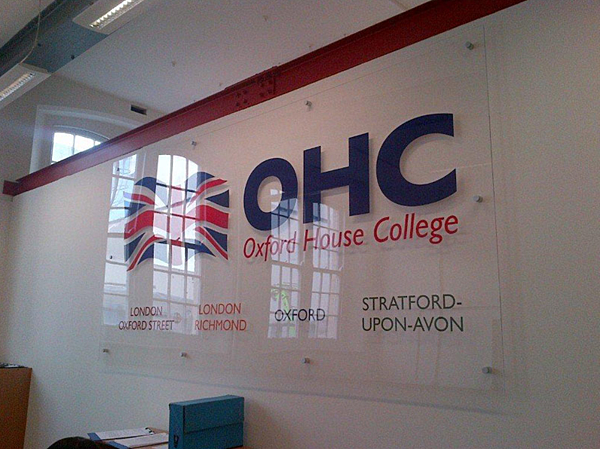 OHC
Oxford House College
LONDON
OXFORD STREET
LONDON
RICHMOND
OXFORD
STRATFORD-
UPON-AVON